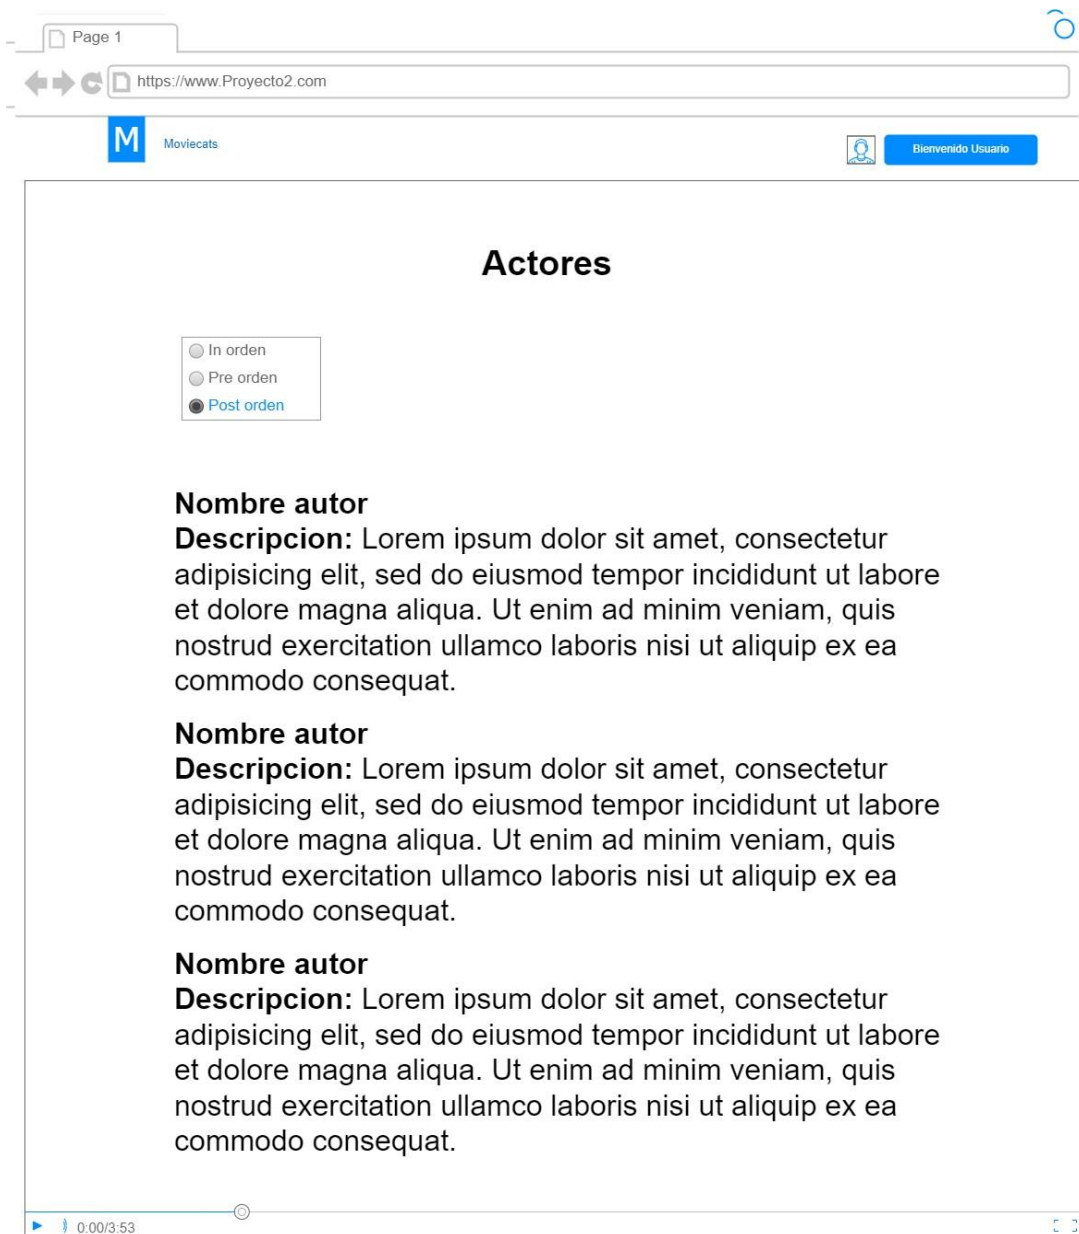 Page 1
https://www.Proyecto2.com
M
Moviecats
Bienvenido Usuario
Actores
In orden
Pre orden
Post orden
Nombre autor
Descripcion: Lorem ipsum dolor sit amet, consectetur
adipisicing elit, sed do eiusmod tempor incididunt ut labore
et dolore magna aliqua. Ut enim ad minim veniam, quis
nostrud exercitation ullamco laboris nisi ut aliquip ex ea
commodo consequat.
Nombre autor
Descripcion: Lorem ipsum dolor sit amet, consectetur
adipisicing elit, sed do eiusmod tempor incididunt ut labore
et dolore magna aliqua. Ut enim ad minim veniam, quis
nostrud exercitation ullamco laboris nisi ut aliquip ex ea
commodo consequat.
Nombre autor
Descripcion: Lorem ipsum dolor sit amet, consectetur
adipisicing elit, sed do eiusmod tempor incididunt ut labore
et dolore magna aliqua. Ut enim ad minim veniam, quis
nostrud exercitation ullamco laboris nisi ut aliquip ex ea
commodo consequat.
0:00/3:53